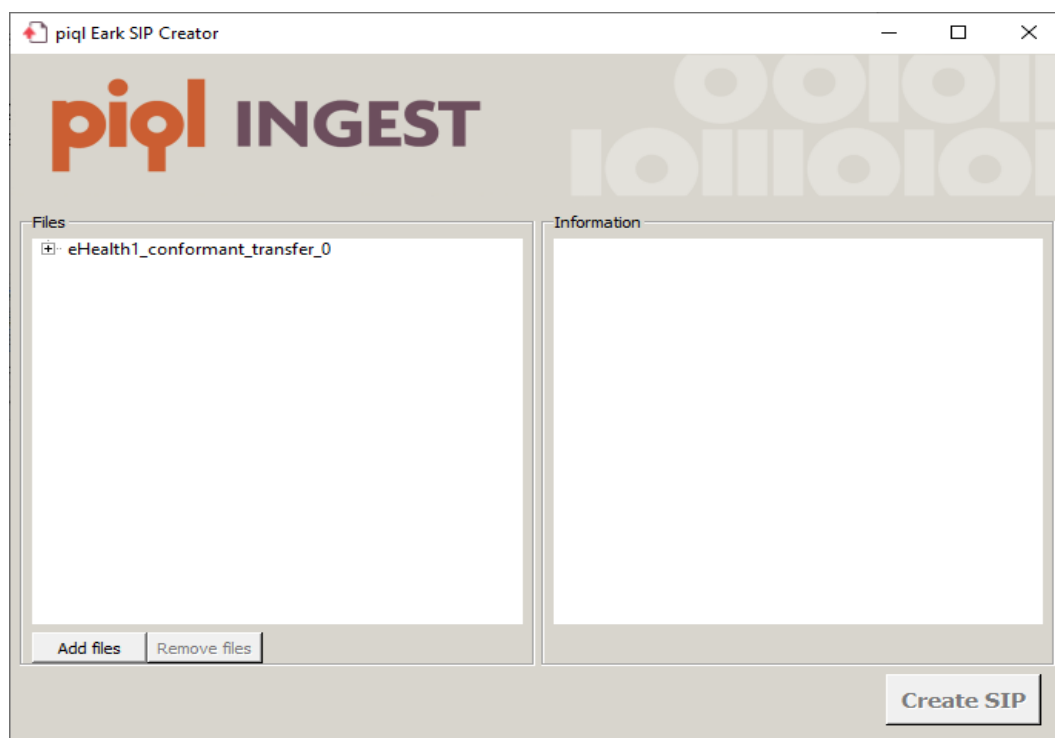 piql Eark SIP Creator
piql INGEST
Files
Information
eHealth1_conformant_transfer_0
Add files
Remove files
Create SIP